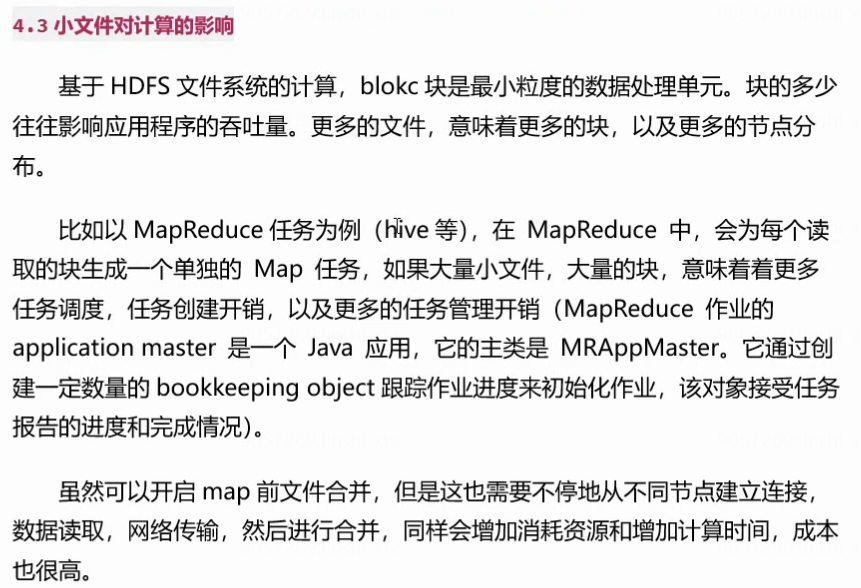 4.3 小文件对计算的影响
基于 HDFS 文件系统的计算，blokc 块是最小粒度的数据处理单元。块的多少
往往影响应用程序的吞吐量。更多的文件，意味着更多的块，以及更多的节点分
布。
比如以 MapReduce 任务为例（hive 等），在 MapReduce 中，会为每个读
取的块生成一个单独的 Map 任务，如果大量小文件，大量的块，意味着着更多
任务调度，任务创建开销，以及更多的任务管理开销（MapReduce 作业的
application master 是一个 Java 应用，它的主类是 MRAppMaster。它通过创
建一定数量的 bookkeeping object 跟踪作业进度来初始化作业，该对象接受任务
报告的进度和完成情况）。
虽然可以开启 map 前文件合并，但是这也需要不停地从不同节点建立连接，
数据读取，网络传输，然后进行合并，同样会增加消耗资源和增加计算时间，成本
也很高。